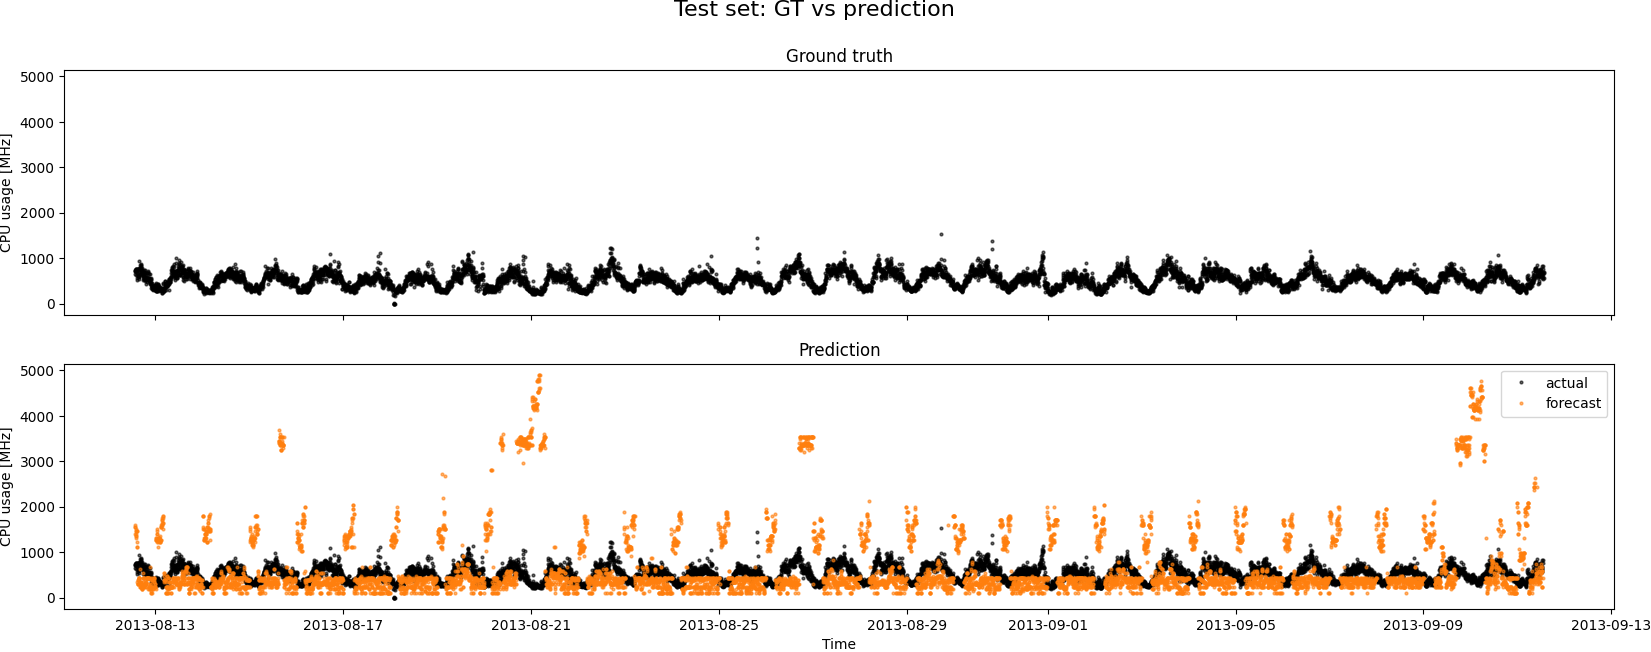 Test set: GT vs prediction
Ground truth
5000
4000
3000
2000
1000
0
CPU usage [MHz]
Prediction
5000
4000
3000
2000
1000
0
CPU usage [MHz]
actual
forecast
2013-08-13 2013-08-17 2013-08-21 2013-08-25 2013-08-29 2013-09-01 2013-09-05 2013-09-09 2013-09-13
Time